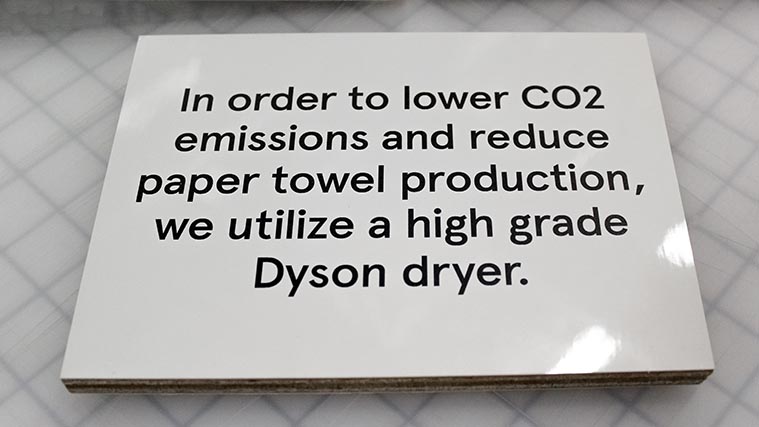 In order to lower CO2
emissions and reduce
paper towel production,
we utilize a high grade
Dyson dryer.